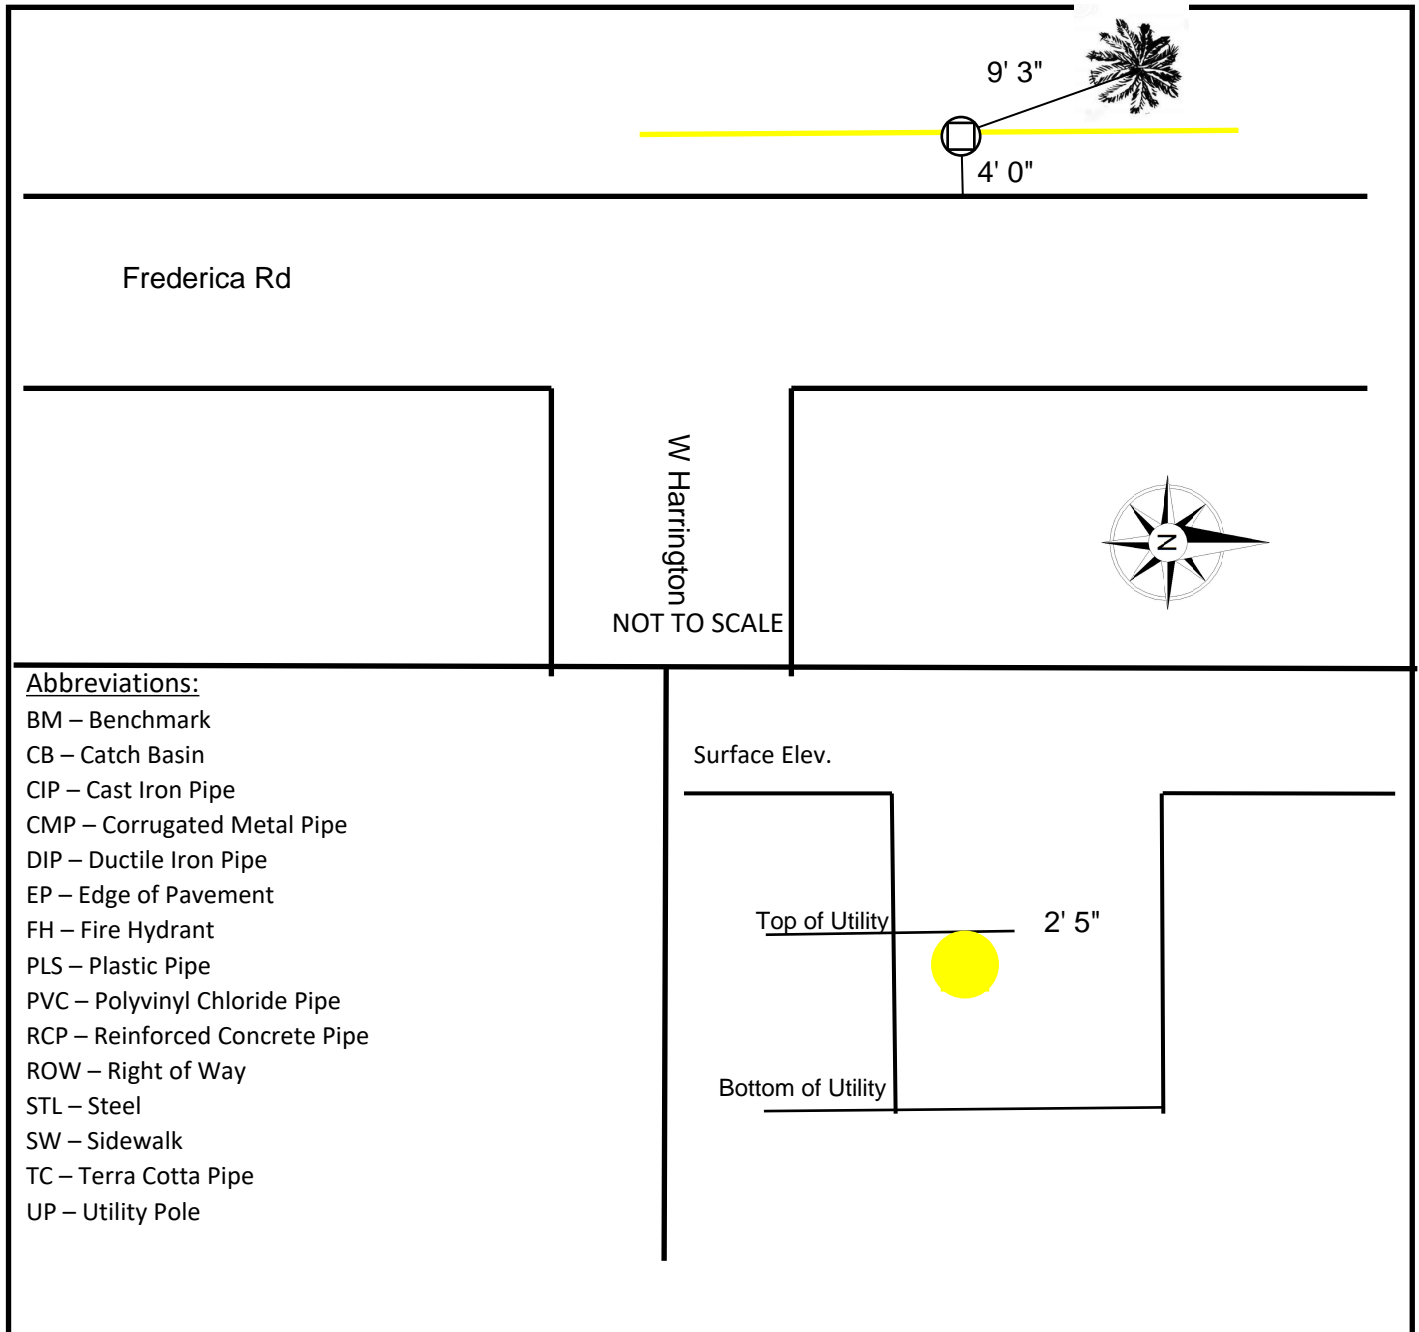 9' 3"
4' 0"
Frederica Rd
W Harrington
N
NOT TO SCALE
Abbreviations:
BM – Benchmark
CB – Catch Basin
CIP – Cast Iron Pipe
CMP – Corrugated Metal Pipe
DIP – Ductile Iron Pipe
EP – Edge of Pavement
FH – Fire Hydrant
PLS – Plastic Pipe
PVC – Polyvinyl Chloride Pipe
RCP – Reinforced Concrete Pipe
ROW – Right of Way
STL – Steel
SW – Sidewalk
TC – Terra Cotta Pipe
UP – Utility Pole
Surface Elev.
Top of Utility
2' 5"
Bottom of Utility